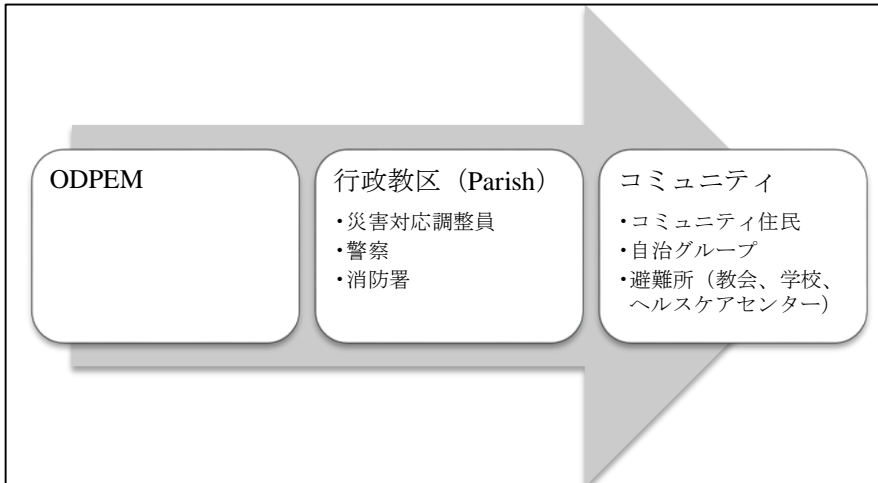 ODPEM
行政教区（Parish）
・災害対応調整員
・警察
・消防署
コミュニティ
・コミュニティ住民
・自治グループ
・避難所（教会、学校、
ヘルスケアセンター）